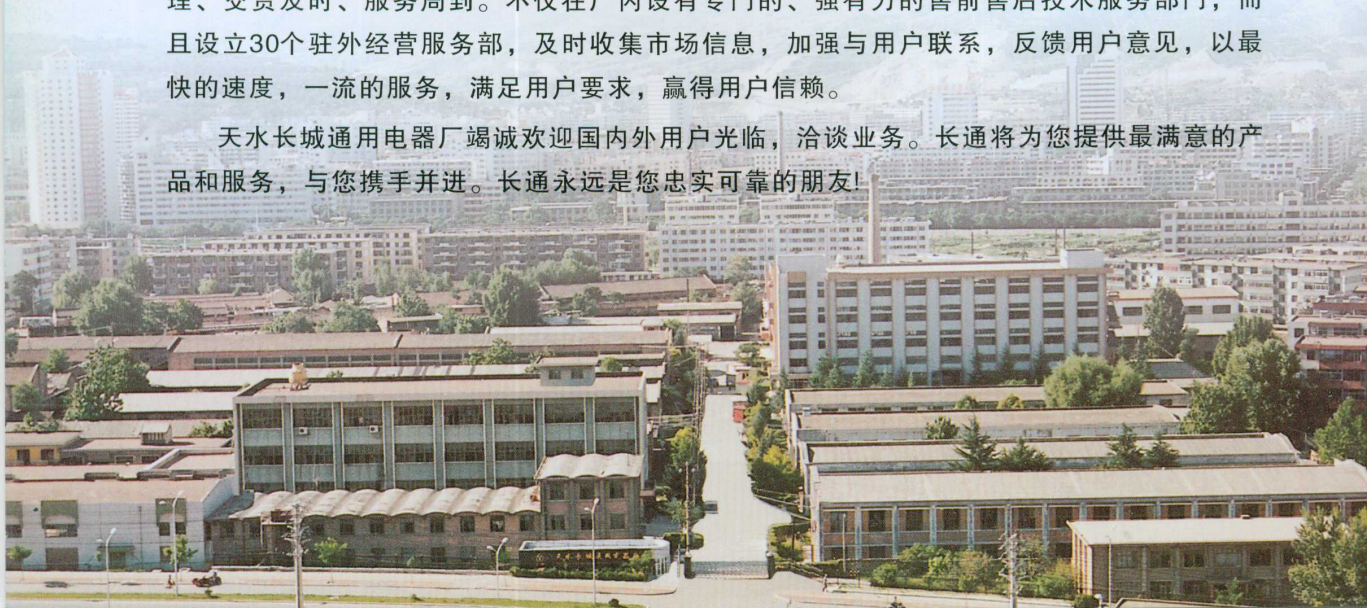 理、交货及时、服务周到。不仅在厂内设有专门的、强有力的售前售后技术服务部门，而
且设立30个驻外经营服务部，及时收集市场信息，加强与用户联系，反馈用户意见，以最
快的速度，一流的服务，满足用户要求，赢得用户信赖。
天水长城通用电器厂竭诚欢迎国内外用户光临，洽谈业务。长通将为您提供最满意的产
品和服务，与您携手并进。长通永远是您忠实可靠的朋友!